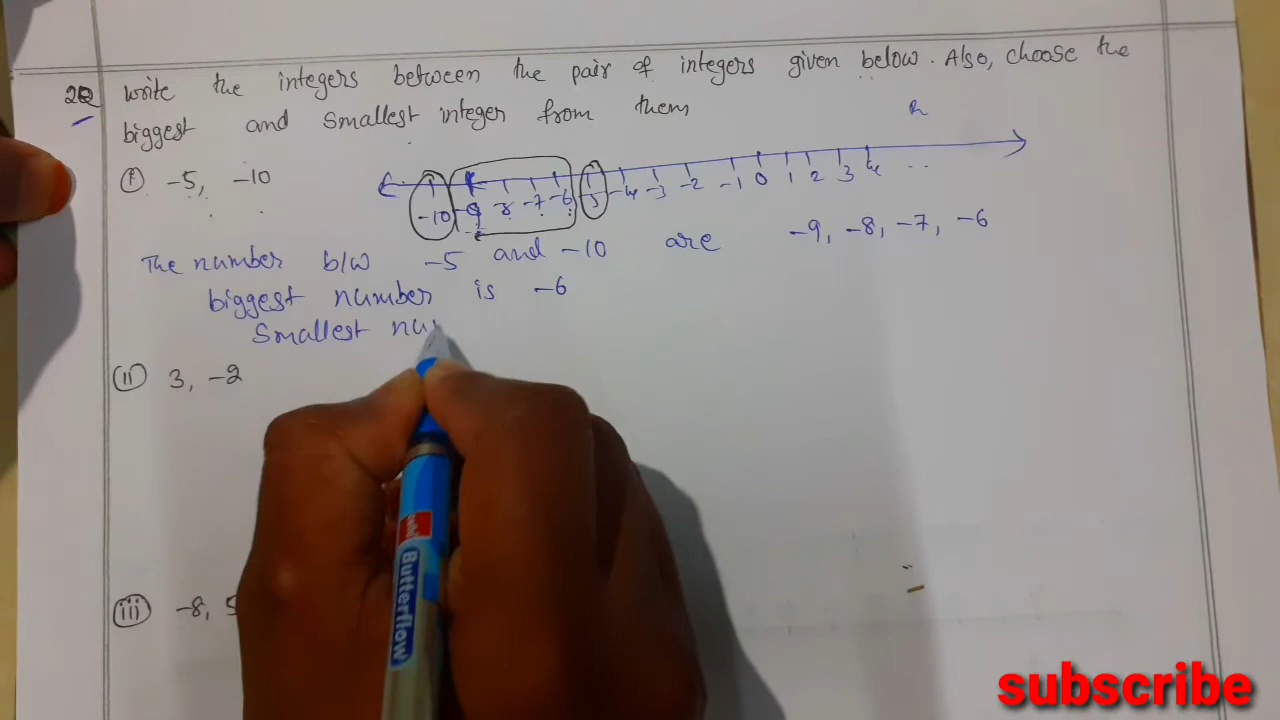 2Q write the integers between the pair of integers given below. Also, choose the
biggest and smallest integer from them
(i) -5, -10
-10 -9 8 -7 -6 5 -4 -3 -2 -1 0 1 2 3 4 ...
The number b/w -5 and -10 are -9, -8, -7, -6
biggest number is -6
Smallest nu
(ii) 3, -2
(iii) -8, 5
Butterflow
subscribe